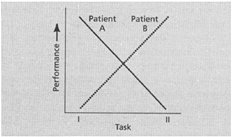 Patient Patient
A B
Performance
I II
Task